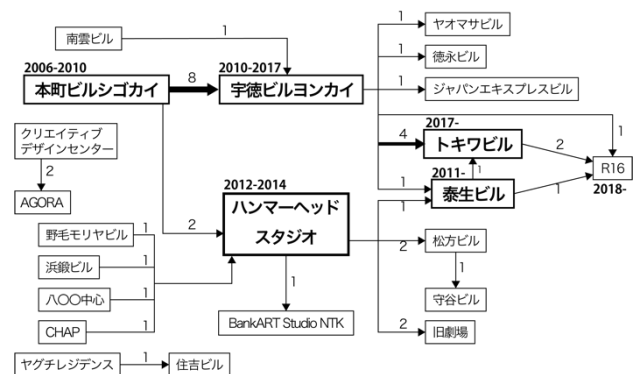 1
南雲ビル
1
ヤオマサビル
2006-2010
2010-2017
1
徳永ビル
本町ビルシゴカイ
8
宇徳ビルヨンカイ
1
ジャパンエキスプレスビル
2017-
クリエイティブ
デザインセンター
4
トキワビル
2
1
2
2011-
1
R16
AGORA
2012-2014
1
泰生ビル
1
2018-
2
ハンマーヘッド
スタジオ
1
野毛モリヤビル
1
2
松方ビル
浜鍛ビル
1
1
1
八〇〇中心
1
守谷ビル
CHAP
1
BankART Studio NTK
2
旧劇場
ヤグチレジデンス
1
住吉ビル